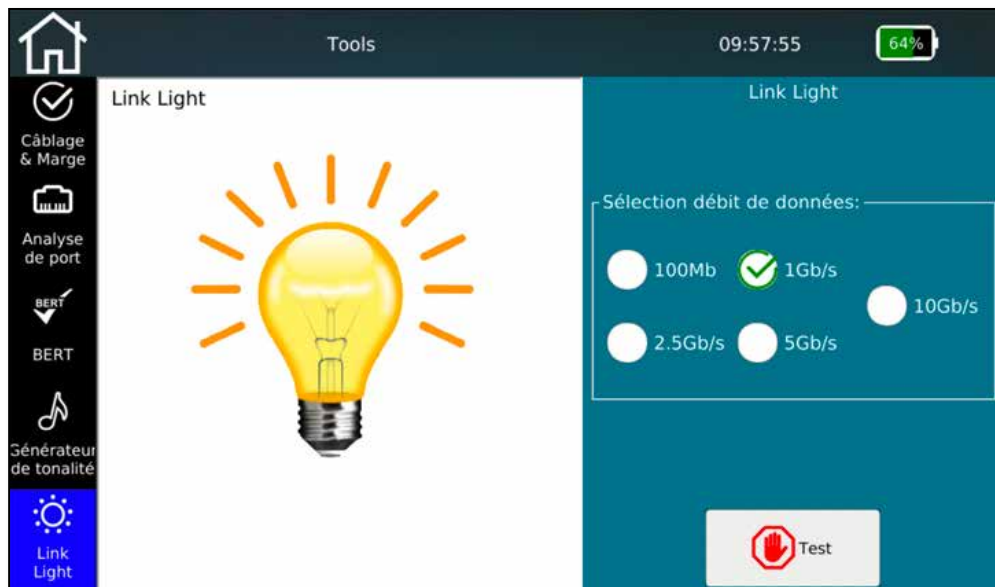 Tools
09:57:55
64%
Câblage
& Marge
Analyse
de port
BERT
BERT
Générateur
de tonalité
Link
Light
Link Light
Link Light
Sélection débit de données:
100Mb
1Gb/s
10Gb/s
2.5Gb/s
5Gb/s
Test